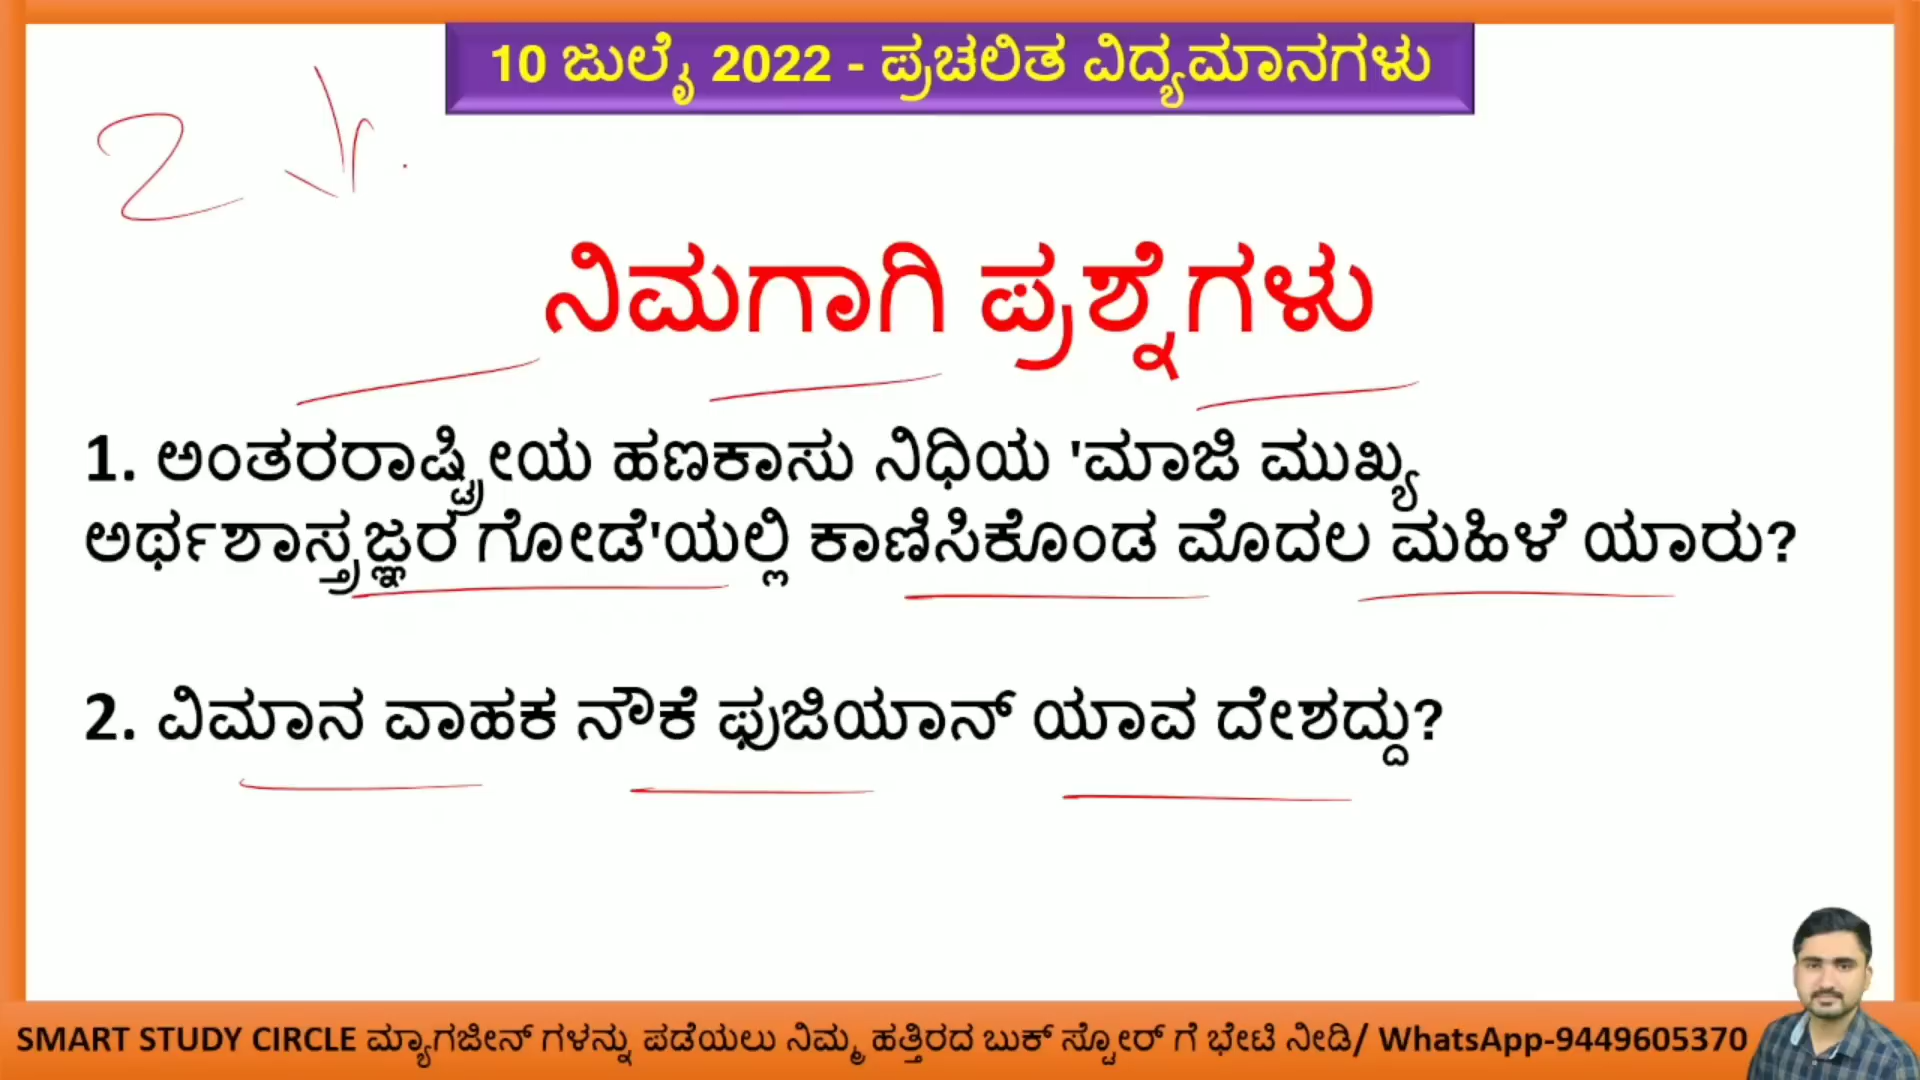 10 ಜುಲೈ 2022 - ಪ್ರಚಲಿತ ವಿದ್ಯಮಾನಗಳು
2
ನಿಮಗಾಗಿ ಪ್ರಶ್ನೆಗಳು
1. ಅಂತರರಾಷ್ಟ್ರೀಯ ಹಣಕಾಸು ನಿಧಿಯ 'ಮಾಜಿ ಮುಖ್ಯ
ಅರ್ಥಶಾಸ್ತ್ರಜ್ಞರ ಗೋಡೆ'ಯಲ್ಲಿ ಕಾಣಿಸಿಕೊಂಡ ಮೊದಲ ಮಹಿಳೆ ಯಾರು?
2. ವಿಮಾನ ವಾಹಕ ನೌಕೆ ಫುಜಿಯಾನ್ ಯಾವ ದೇಶದ್ದು?
SMART STUDY CIRCLE ಮ್ಯಾಗಜೀನ್ ಗಳನ್ನು ಪಡೆಯಲು ನಿಮ್ಮ ಹತ್ತಿರದ ಬುಕ್ ಸ್ಟೋರ್ ಗೆ ಭೇಟಿ ನೀಡಿ/ WhatsApp-9449605370